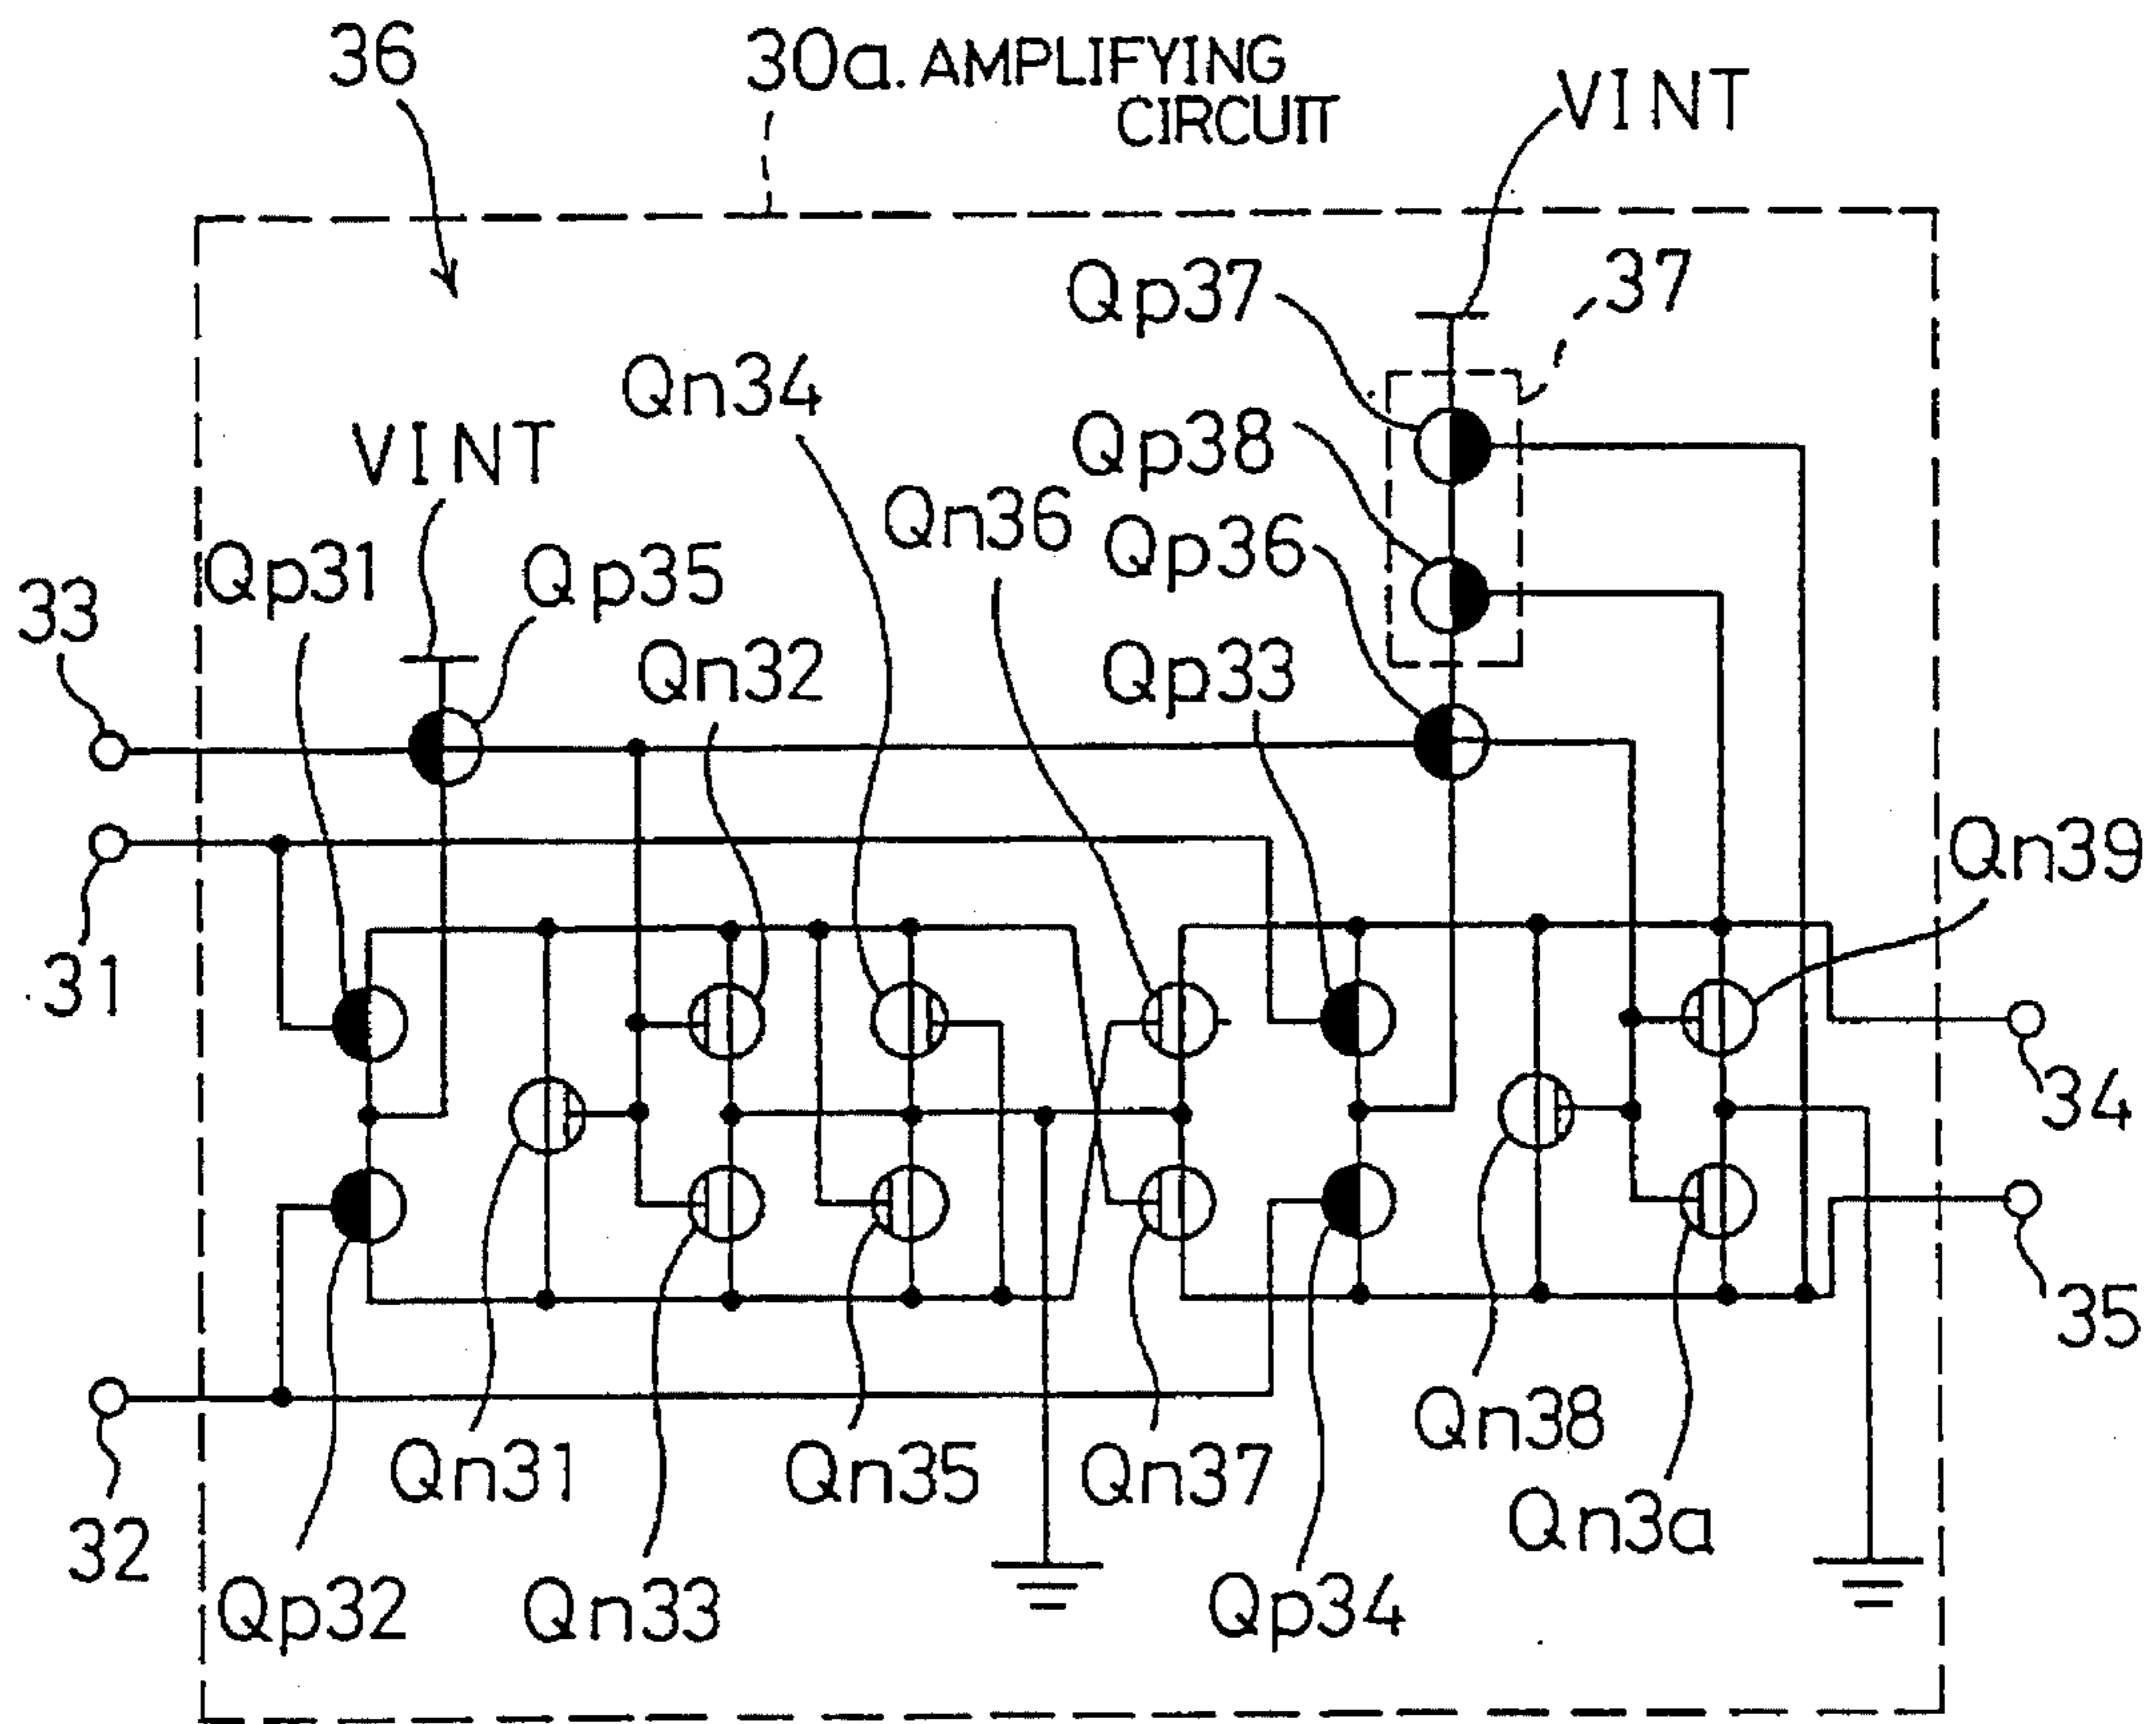 36
30a. AMPLIFYING
CIRCUIT
VINT
Qp37
37
Qn34
VINT
Qp38
Qn36
Qp36
Qp31
Qp35
33
Qn32
Qp33
Qn39
31
34
35
Qn38
Qn31
Qn35
Qn37
Qn3a
32
Qp32
Qn33
Qp34